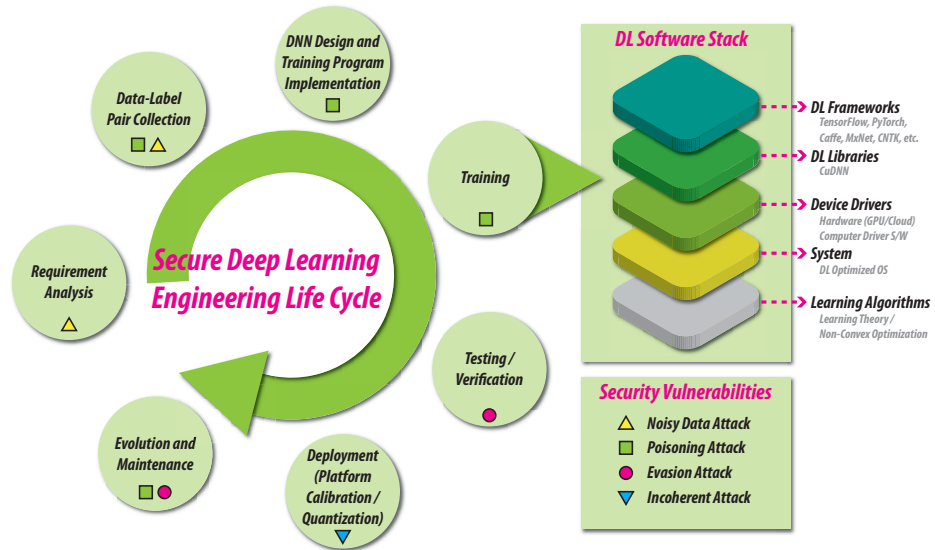 DNN Design and
Training Program
Implementation
Data-Label
Pair Collection
Requirement
Analysis
Secure Deep Learning
Engineering Life Cycle
Training
Testing /
Verification
Deployment
(Platform
Calibration /
Quantization)
Evolution and
Maintenance
DL Software Stack
DL Frameworks
TensorFlow, PyTorch,
Caffe, MxNet, CNTK, etc.
DL Libraries
CuDNN
Device Drivers
Hardware (GPU/Cloud)
Computer Driver S/W
System
DL Optimized OS
Learning Algorithms
Learning Theory /
Non-Convex Optimization
Security Vulnerabilities
Noisy Data Attack
Poisoning Attack
Evasion Attack
Incoherent Attack